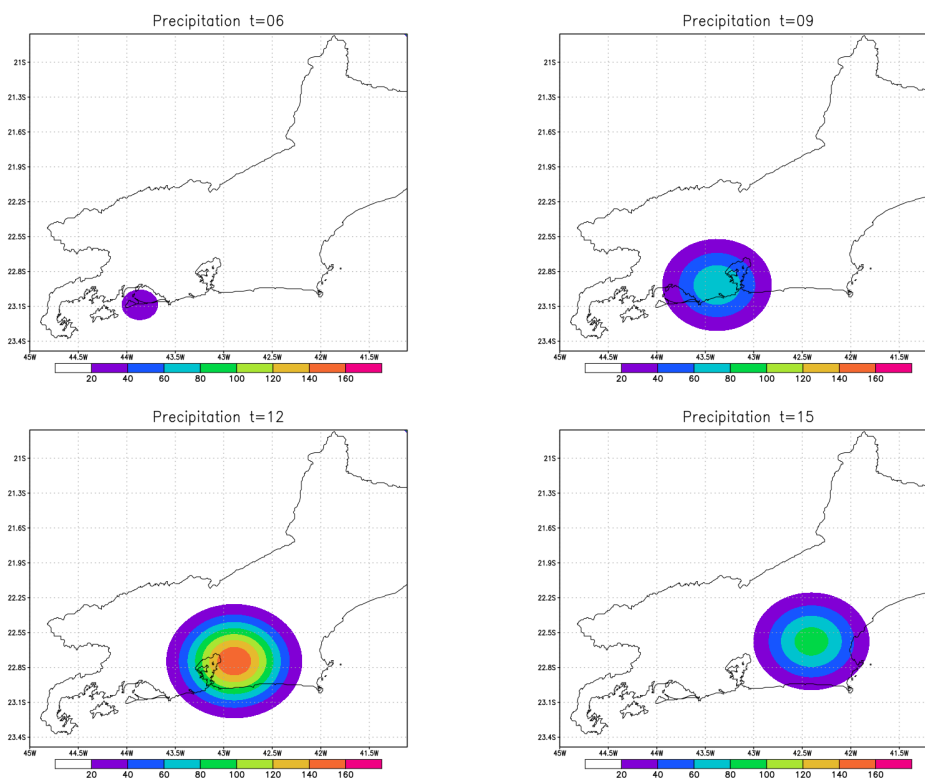 Precipitation t=06
21S
21.3S
21.6S
21.9S
22.2S
22.5S
22.8S
23.1S
23.4S
45W 44.5W 44W 43.5W 43W 42.5W 42W 41.5W
20 40 60 80 100 120 140 160
Precipitation t=09
21S
21.3S
21.6S
21.9S
22.2S
22.5S
22.8S
23.1S
23.4S
45W 44.5W 44W 43.5W 43W 42.5W 42W 41.5W
20 40 60 80 100 120 140 160
Precipitation t=12
21S
21.3S
21.6S
21.9S
22.2S
22.5S
22.8S
23.1S
23.4S
45W 44.5W 44W 43.5W 43W 42.5W 42W 41.5W
20 40 60 80 100 120 140 160
Precipitation t=15
21S
21.3S
21.6S
21.9S
22.2S
22.5S
22.8S
23.1S
23.4S
45W 44.5W 44W 43.5W 43W 42.5W 42W 41.5W
20 40 60 80 100 120 140 160